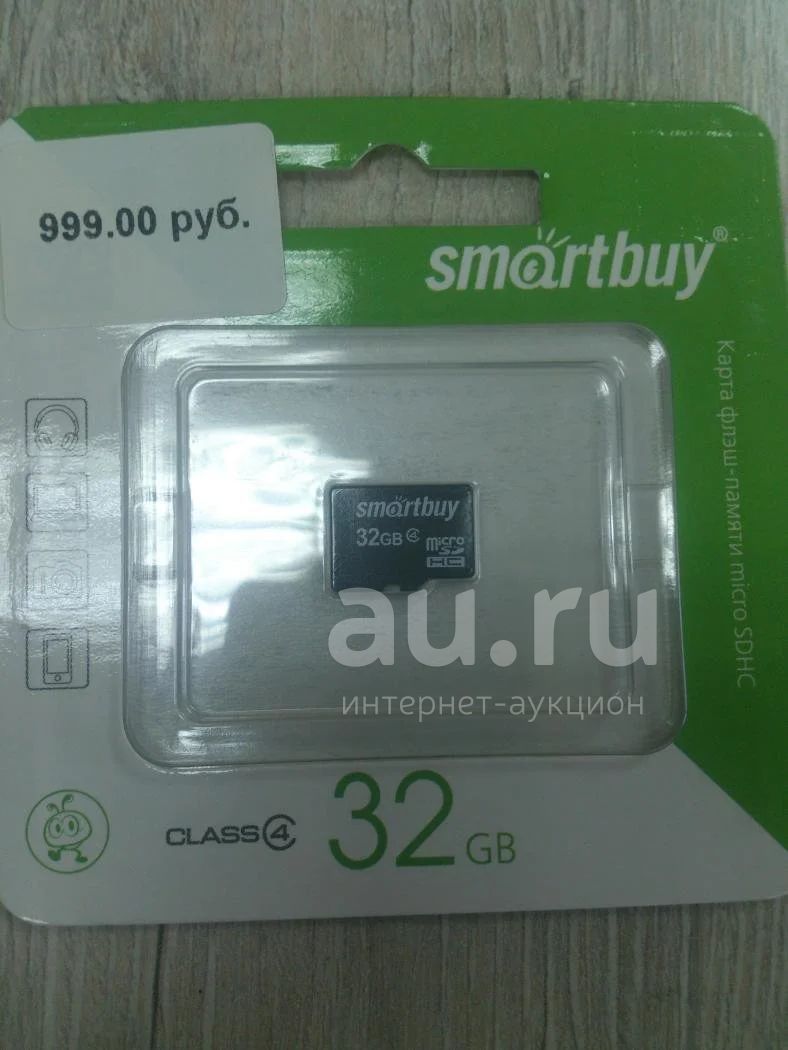 999.00 руб.
smartbuy®
Карта флэш-памяти micro SDHC
smartbuy
32GB 4
micro SD
HC
au.ru
интернет-аукцион
CLASS 4 32 GB